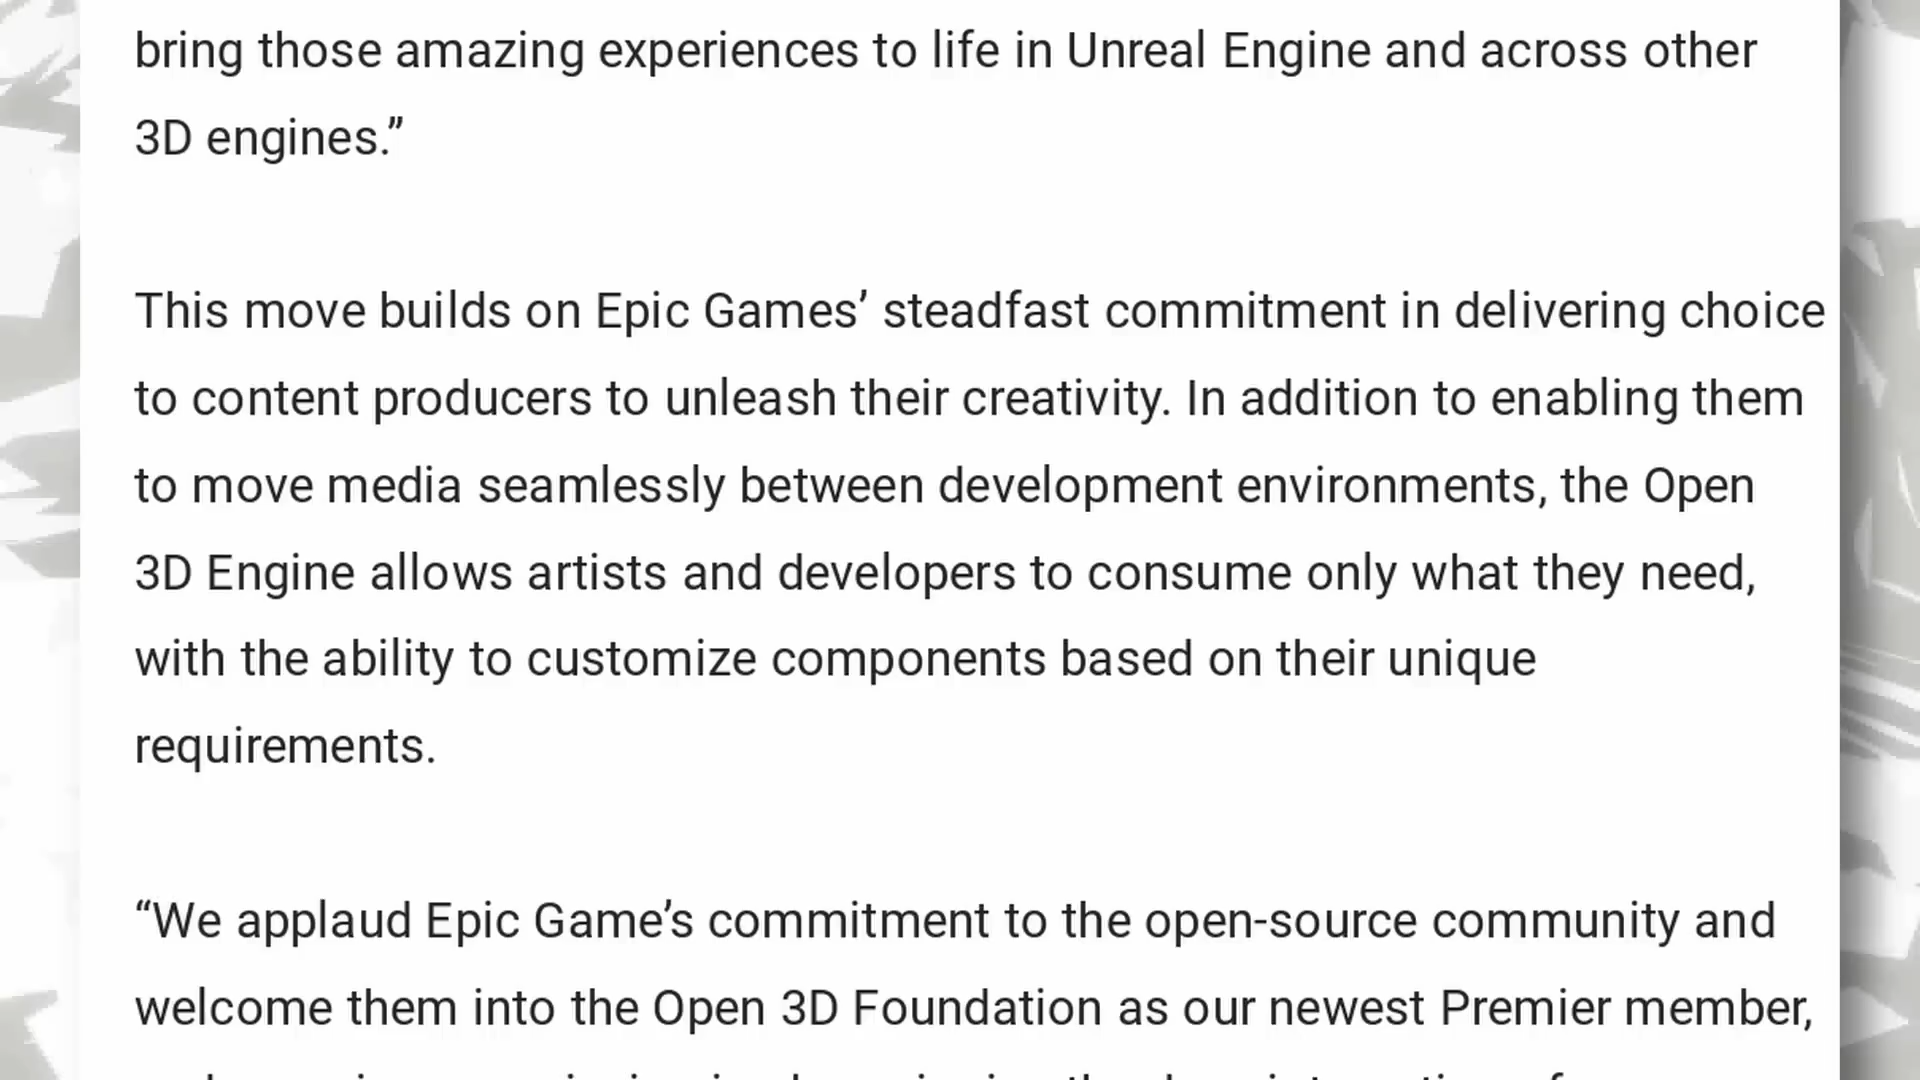 bring those amazing experiences to life in Unreal Engine and across other
3D engines.”
This move builds on Epic Games’ steadfast commitment in delivering choice
to content producers to unleash their creativity. In addition to enabling them
to move media seamlessly between development environments, the Open
3D Engine allows artists and developers to consume only what they need,
with the ability to customize components based on their unique
requirements.
“We applaud Epic Game’s commitment to the open-source community and
welcome them into the Open 3D Foundation as our newest Premier member,